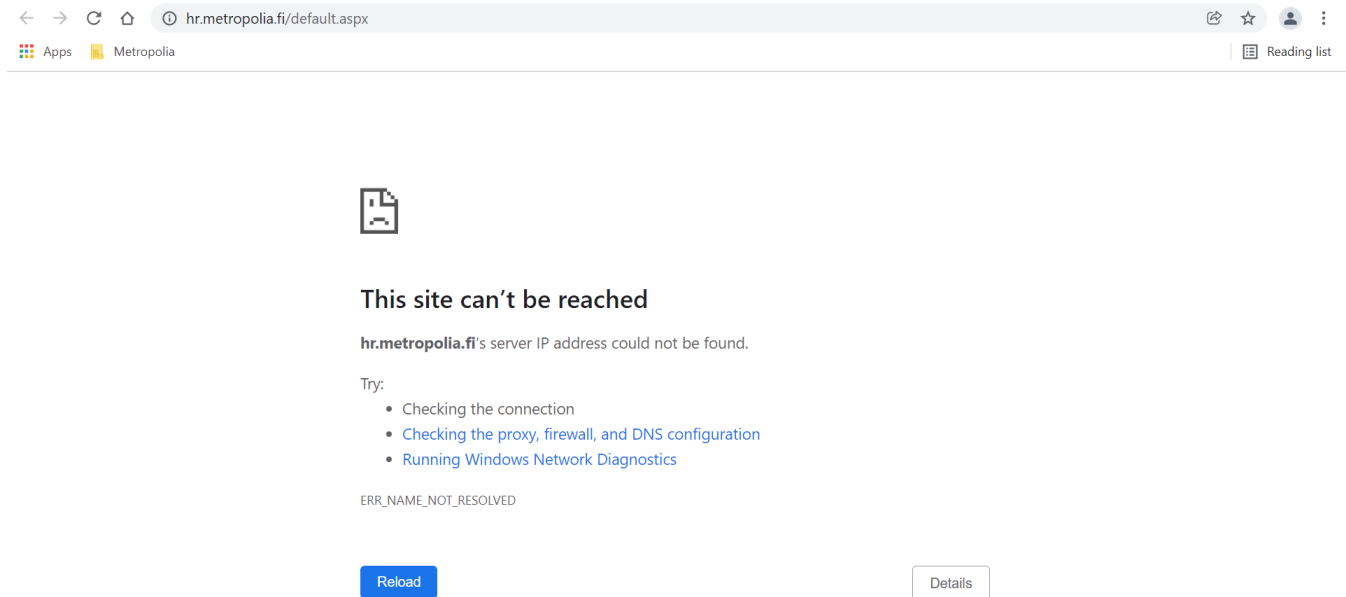 hr.metropolia.fi/default.aspx
Apps Metropolia Reading list
This site can’t be reached
hr.metropolia.fi’s server IP address could not be found.
Try:
• Checking the connection
• Checking the proxy, firewall, and DNS configuration
• Running Windows Network Diagnostics
ERR_NAME_NOT_RESOLVED
Reload Details